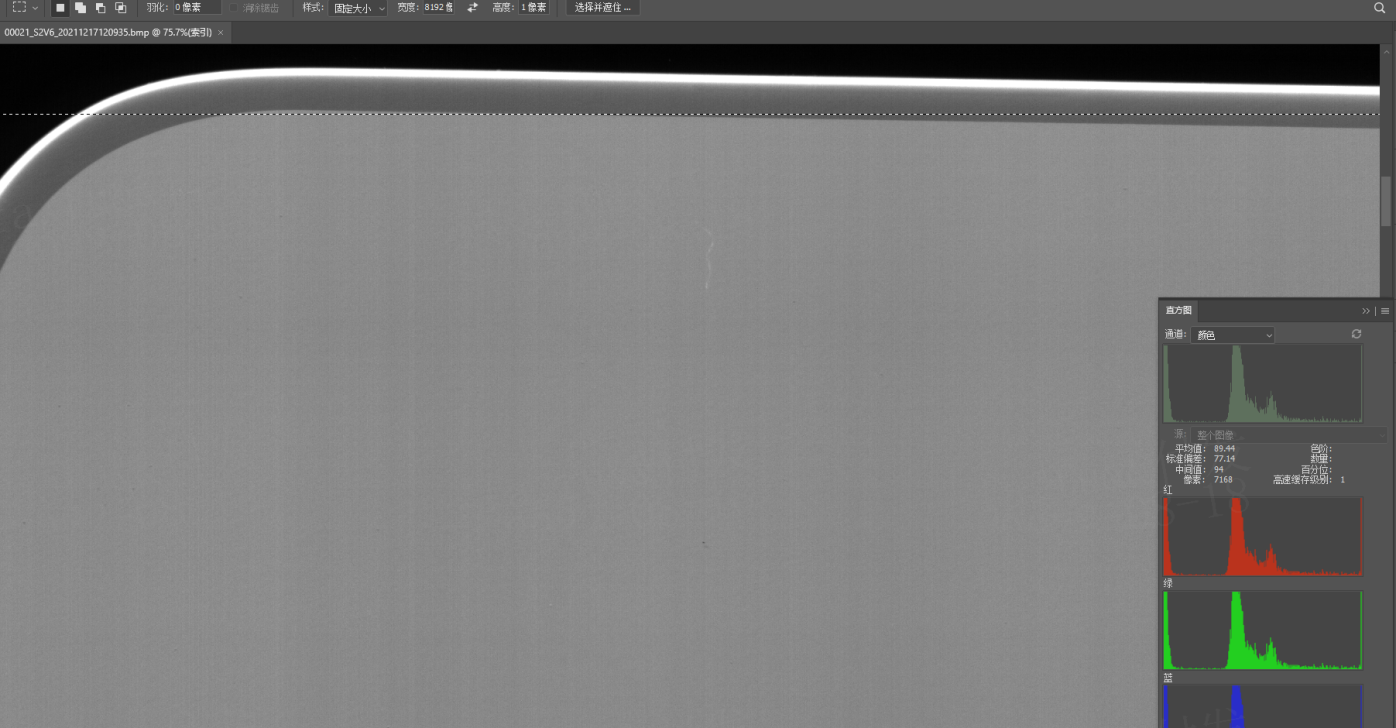 羽化: 0 像素 消除锯齿 样式: 固定大小 宽度: 8192 像 高度: 1 像素 选择并遮住 ...
00021_S2V6_20211217120935.bmp @ 75.7%(索引) ×
直方图
通道: 颜色
源: 整个图像
平均值: 89.44 色阶:
标准偏差: 77.14 数量:
中间值: 94 百分位:
像素: 7168 高速缓存级别: 1
红
绿
蓝